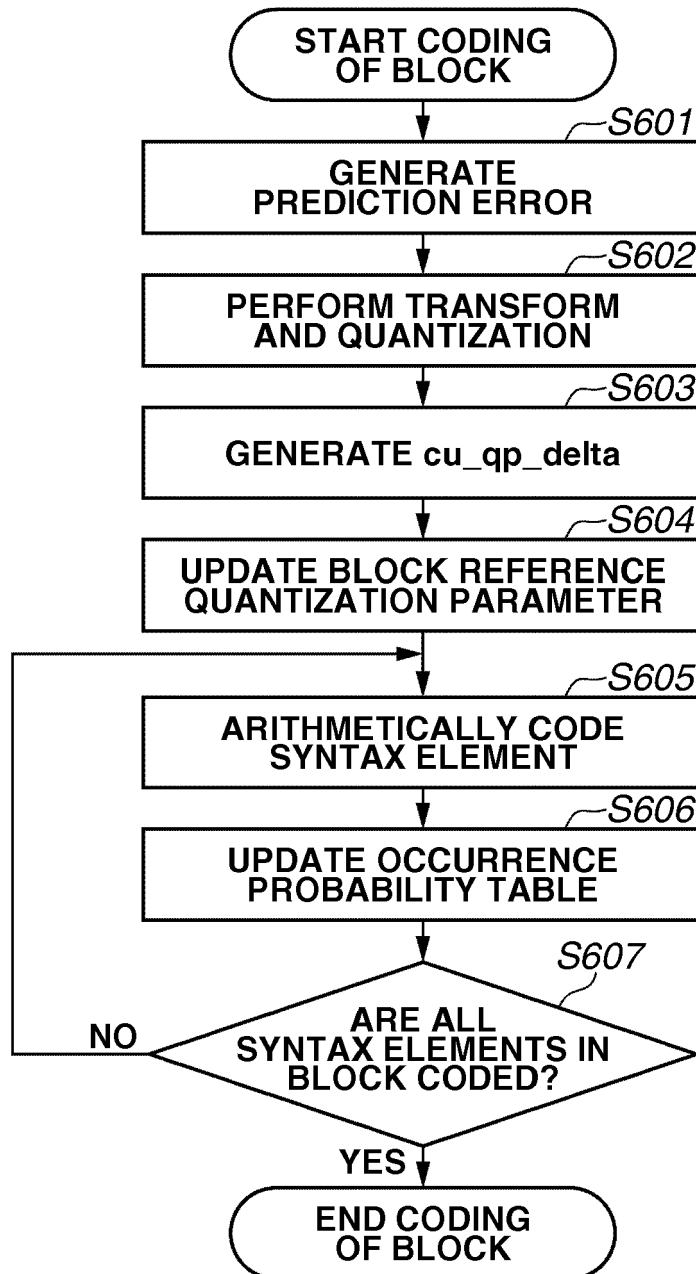 START CODING
OF BLOCK
S601
GENERATE
PREDICTION ERROR
S602
PERFORM TRANSFORM
AND QUANTIZATION
S603
GENERATE cu_qp_delta
S604
UPDATE BLOCK REFERENCE
QUANTIZATION PARAMETER
S605
ARITHMETICALLY CODE
SYNTAX ELEMENT
S606
UPDATE OCCURRENCE
PROBABILITY TABLE
S607
ARE ALL
SYNTAX ELEMENTS IN
BLOCK CODED?
NO
YES
END CODING
OF BLOCK